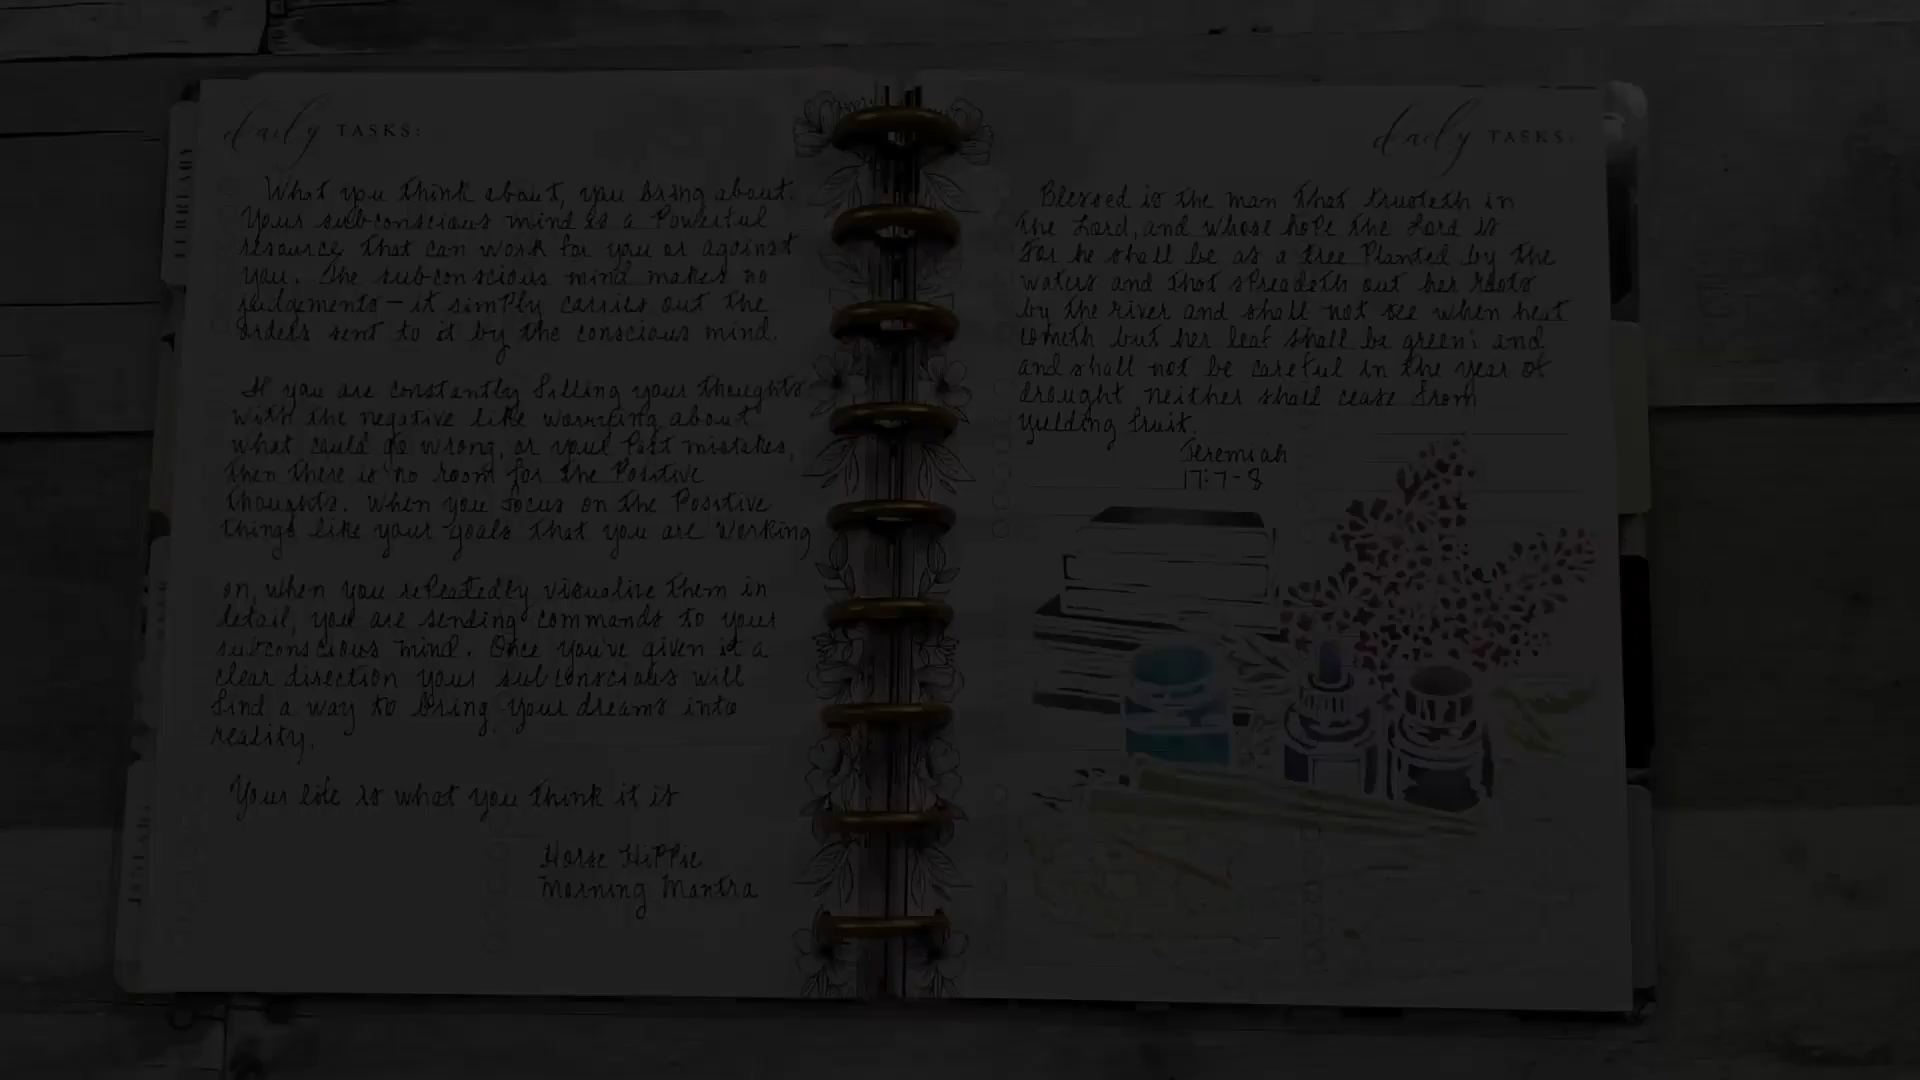 daily TASKS:
What you think about, you bring about.
Your subconscious mind is a Powerful
resource that can work for you or against
you. The subconscious mind makes no
judgements - it simply carries out the
orders sent to it by the conscious mind.
If you are constantly filling your thoughts
with the negative like worrying about
what could go wrong, or your Past mistakes,
then there is no room for the Positive
thoughts. When you focus on the Positive
things like your goals that you are working
on, when you repeatedly visualize them in
detail, you are sending commands to your
subconscious mind. Once you've given it a
clear direction your subconscious will
find a way to bring your dreams into
reality.
Your life is what you think it is
Horse HiPPie
Morning Mantra
FEBRUARY
JANUARY
daily TASKS:
Blessed is the man that trusteth in
the Lord, and whose hope the Lord is
For he shall be as a tree Planted by the
waters and that spreadeth out her roots
by the river and shall not see when heat
cometh but her leaf shall be green; and
and shall not be careful in the year of
drought neither shall cease from
yielding fruit.
Jeremiah
17:7-8